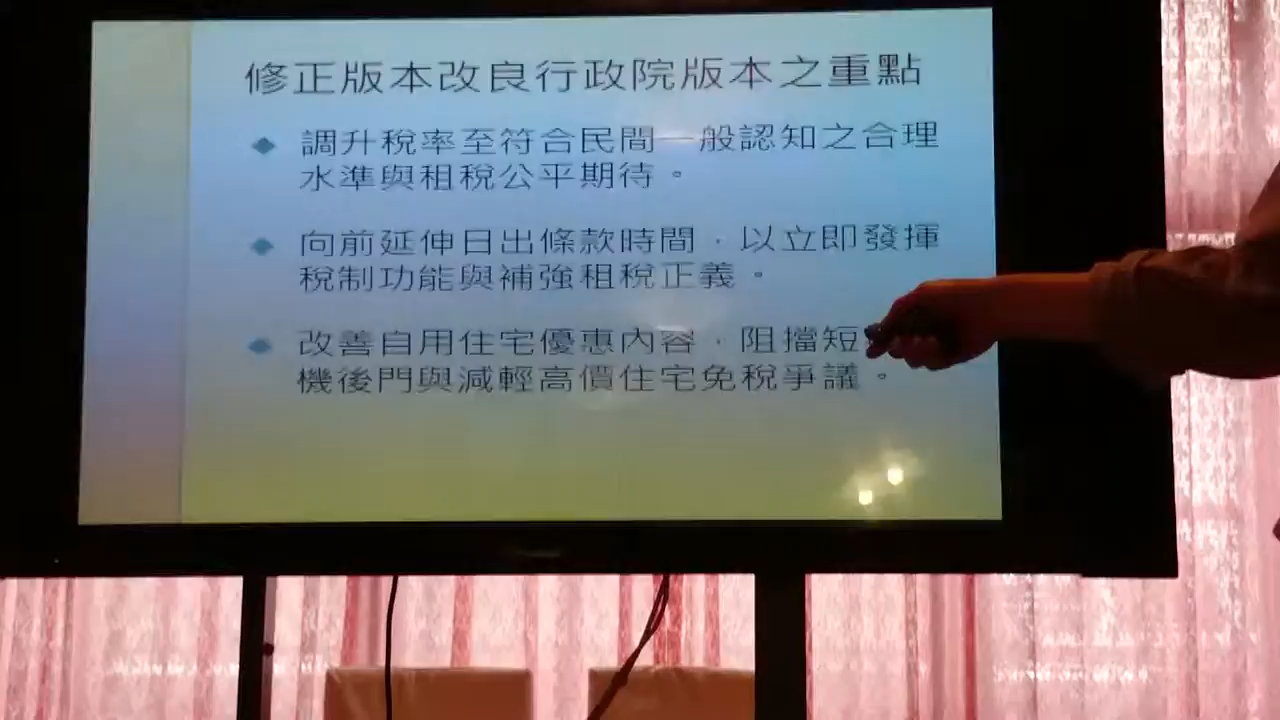 修正版本改良行政院版本之重點
調升稅率至符合民間一般認知之合理
水準與租稅公平期待。
向前延伸日出條款時間，以立即發揮
稅制功能與補強租稅正義。
改善自用住宅優惠內容，阻擋短
機後門與減輕高價住宅免稅爭議。